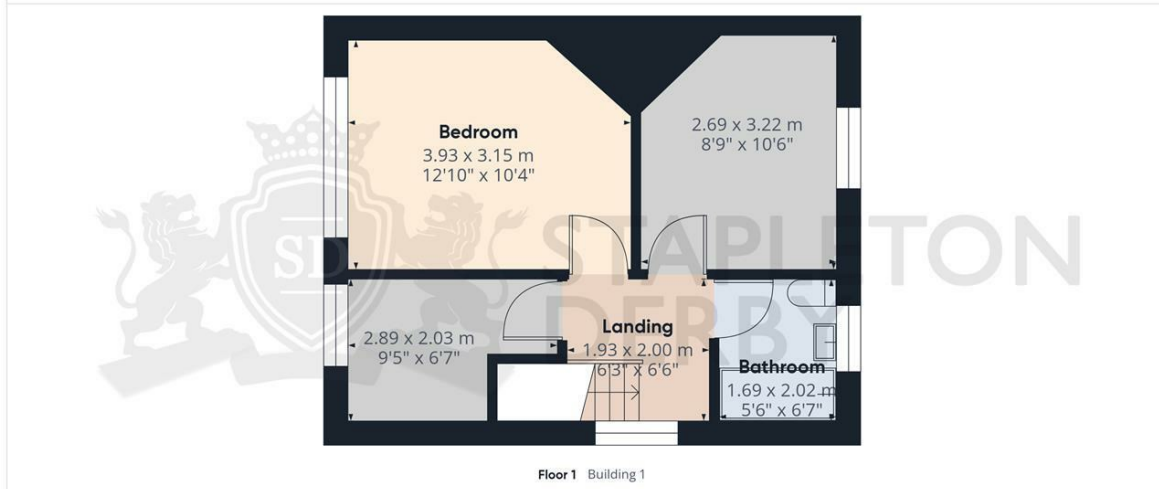 Bedroom
3.93 x 3.15 m
12'10" x 10'4"
2.69 x 3.22 m
8'9" x 10'6"
SD
STAPLETON
DERBY
2.89 x 2.03 m
9'5" x 6'7"
Landing
1.93 x 2.00 m
6'3" x 6'6"
Bathroom
1.69 x 2.02 m
5'6" x 6'7"
Floor 1 Building 1